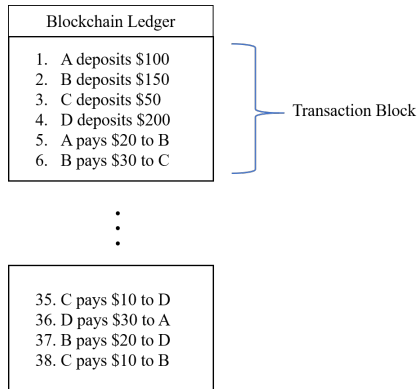 Blockchain Ledger
1. A deposits $100
2. B deposits $150
3. C deposits $50
4. D deposits $200
5. A pays $20 to B
6. B pays $30 to C
Transaction Block
35. C pays $10 to D
36. D pays $30 to A
37. B pays $20 to D
38. C pays $10 to B